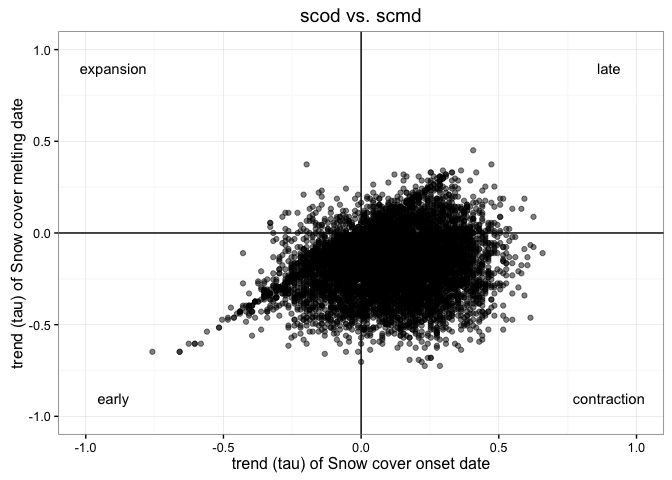 scod vs. scmd
trend (tau) of Snow cover melting date
1.0
expansion
late
0.5
0.0
-0.5
early
contraction
-1.0
-1.0
-0.5
0.0
0.5
1.0
trend (tau) of Snow cover onset date